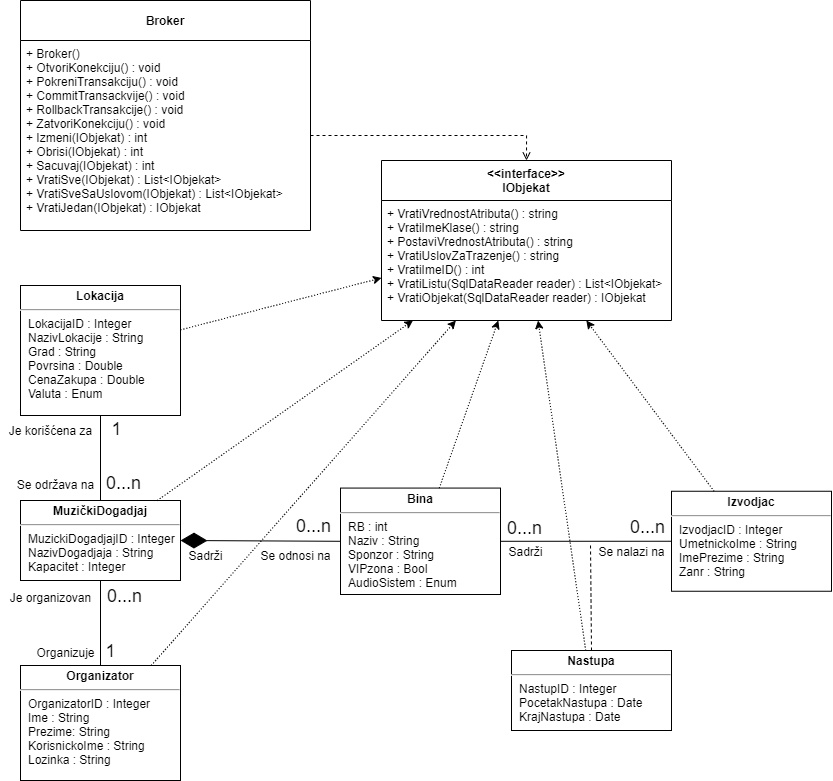 Broker
+ Broker()
+ OtvoriKonekciju() : void
+ PokreniTransakciju() : void
+ CommitTransackvije() : void
+ RollbackTransakcije() : void
+ ZatvoriKonekciju() : void
+ Izmeni(IObjekat) : int
+ Obrisi(IObjekat) : int
+ Sacuvaj(IObjekat) : int
+ VratiSve(IObjekat) : List<IObjekat>
+ VratiSveSaUslovom(IObjekat) : List<IObjekat>
+ VratiJedan(IObjekat) : IObjekat
<<interface>>
IObjekat
+ VratiVrednostAtributa() : string
+ VratiImeKlase() : string
+ PostaviVrednostAtributa() : string
+ VratiUslovZaTrazenje() : string
+ VratiImeID() : int
+ VratiListu(SqlDataReader reader) : List<IObjekat>
+ VratiObjekat(SqlDataReader reader) : IObjekat
Lokacija
LokacijaID : Integer
NazivLokacije : String
Grad : String
Povrsina : Double
CenaZakupa : Double
Valuta : Enum
Je korišćena za
1
Se održava na
0...n
MuzičkiDogadjaj
MuzickiDogadjajID : Integer
NazivDogadjaja : String
Kapacitet : Integer
Sadrži
0...n
Se odnosi na
Bina
RB : int
Naziv : String
Sponzor : String
VIPzona : Bool
AudioSistem : Enum
0...n
Sadrži
0...n
Se nalazi na
Izvodjac
IzvodjacID : Integer
UmetnickoIme : String
ImePrezime : String
Zanr : String
Je organizovan
0...n
Organizuje
1
Organizator
OrganizatorID : Integer
Ime : String
Prezime: String
KorisnickoIme : String
Lozinka : String
Nastupa
NastupID : Integer
PocetakNastupa : Date
KrajNastupa : Date